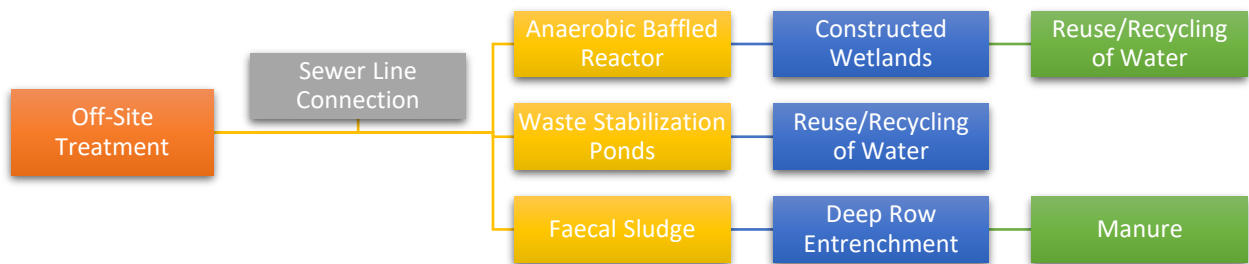 Off-Site
Treatment
Sewer Line
Connection
Anaerobic Baffled
Reactor
Constructed
Wetlands
Reuse/Recycling
of Water
Waste Stabilization
Ponds
Reuse/Recycling
of Water
Faecal Sludge
Deep Row
Entrenchment
Manure